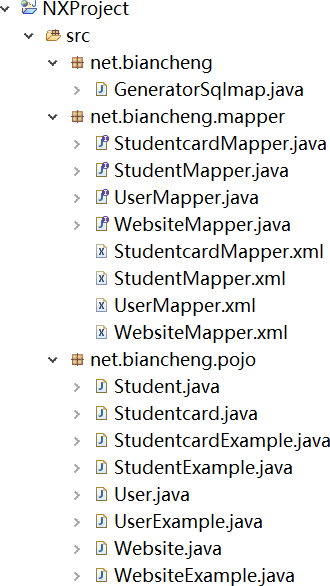 NXProject
src
net.biancheng
GeneratorSqlmap.java
net.biancheng.mapper
StudentcardMapper.java
StudentMapper.java
UserMapper.java
WebsiteMapper.java
StudentcardMapper.xml
StudentMapper.xml
UserMapper.xml
WebsiteMapper.xml
net.biancheng.pojo
Student.java
Studentcard.java
StudentcardExample.java
StudentExample.java
User.java
UserExample.java
Website.java
WebsiteExample.java